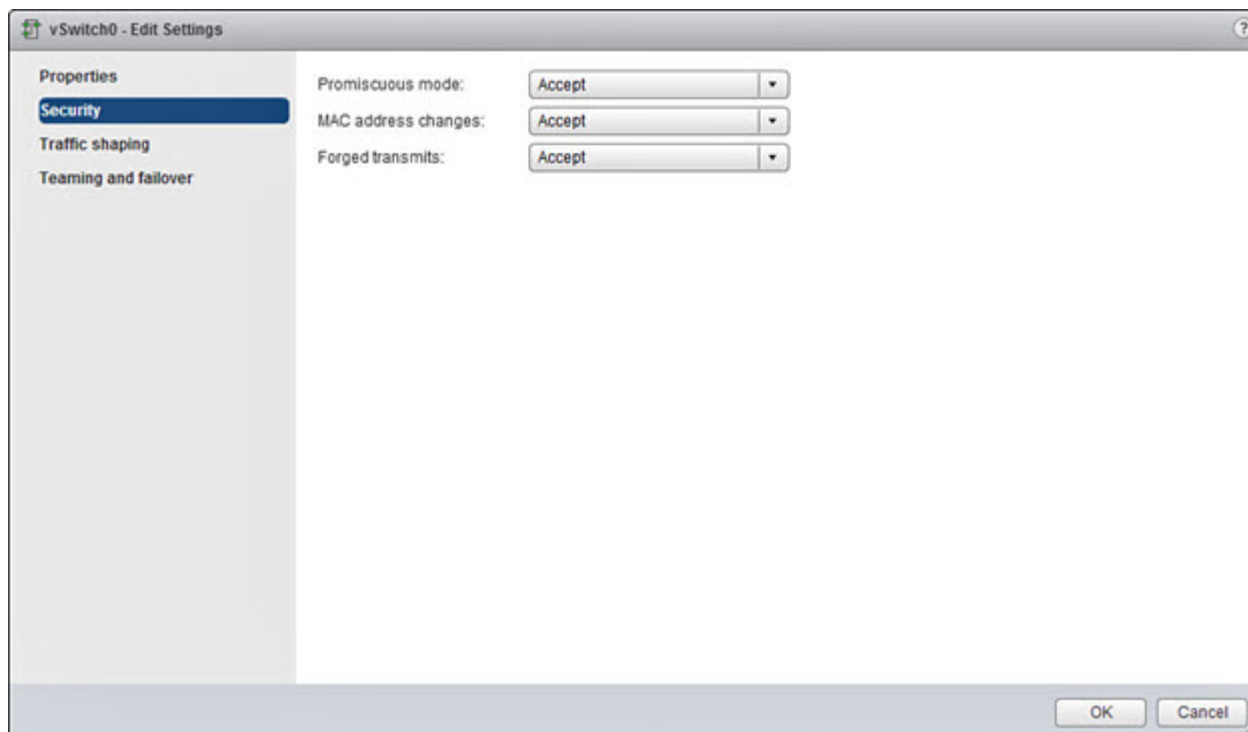 vSwitch0 - Edit Settings
?
Properties
Security
Traffic shaping
Teaming and failover
Promiscuous mode: Accept
MAC address changes: Accept
Forged transmits: Accept
OK Cancel